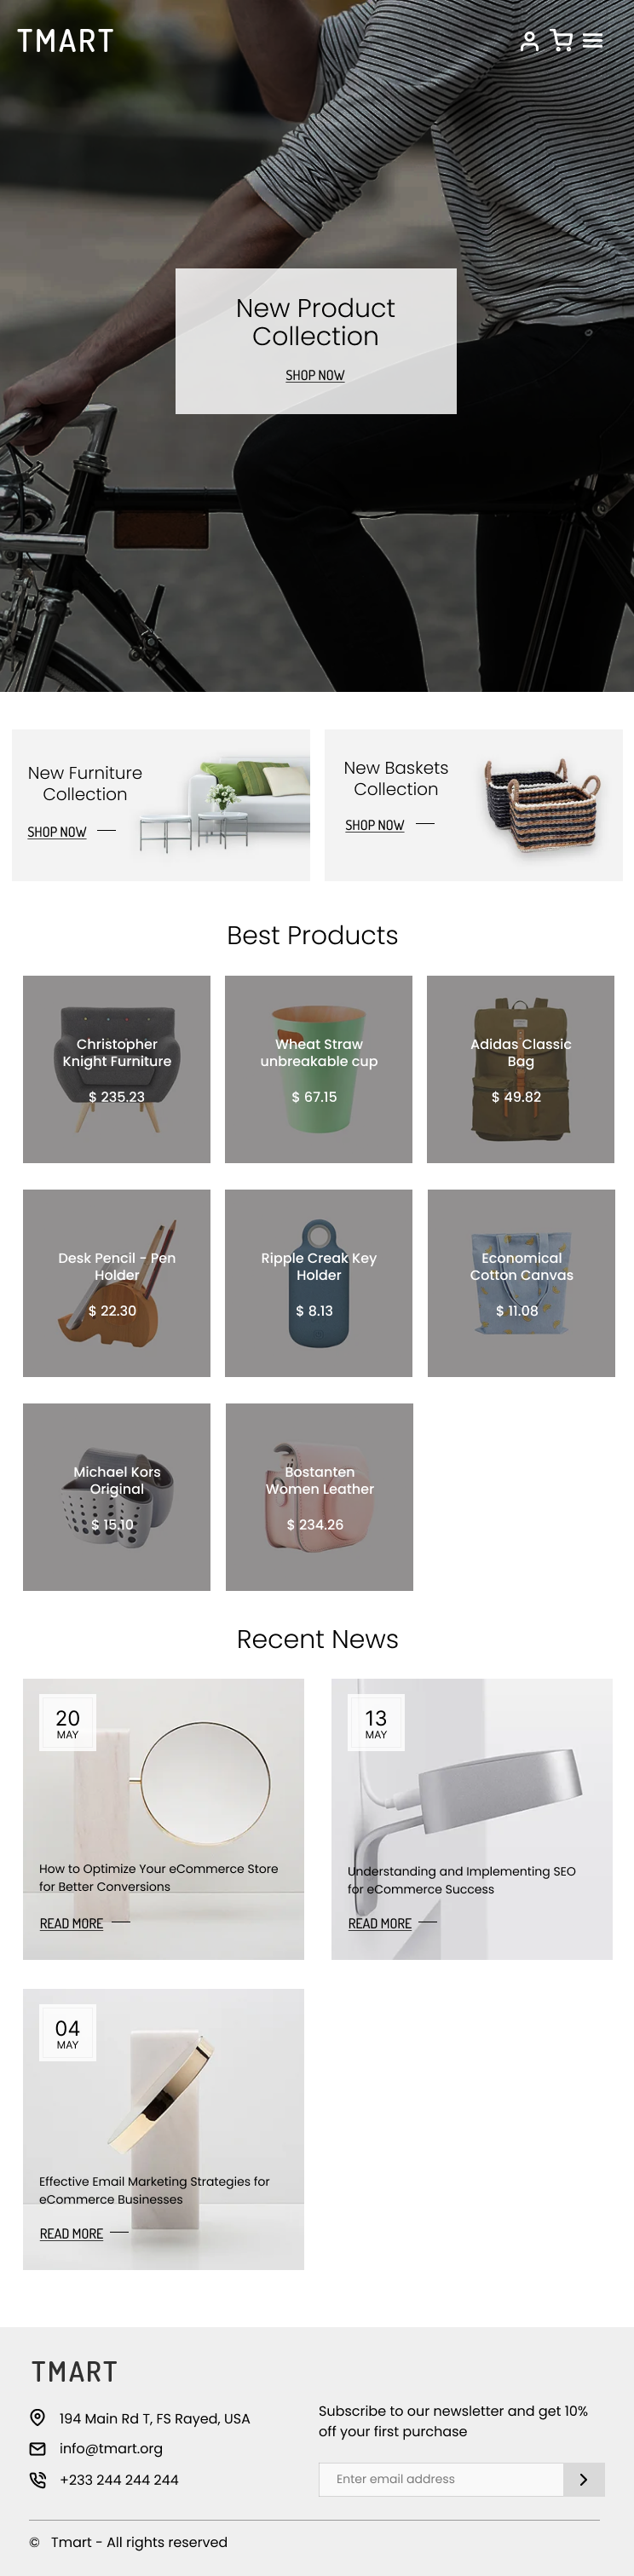 TMART
New Product
Collection
SHOP NOW
New Furniture
Collection
SHOP NOW
New Baskets
Collection
SHOP NOW
Best Products
Christopher
Knight Furniture
$ 235.23
Wheat Straw
unbreakable cup
$ 67.15
Adidas Classic
Bag
$ 49.82
Desk Pencil - Pen
Holder
$ 22.30
Ripple Creak Key
Holder
$ 8.13
Economical
Cotton Canvas
$ 11.08
Michael Kors
Original
$ 15.10
Bostanten
Women Leather
$ 234.26
Recent News
20
MAY
How to Optimize Your eCommerce Store
for Better Conversions
READ MORE
13
MAY
Understanding and Implementing SEO
for eCommerce Success
READ MORE
04
MAY
Effective Email Marketing Strategies for
eCommerce Businesses
READ MORE
TMART
194 Main Rd T, FS Rayed, USA
info@tmart.org
+233 244 244 244
Subscribe to our newsletter and get 10%
off your first purchase
Enter email address
© Tmart - All rights reserved